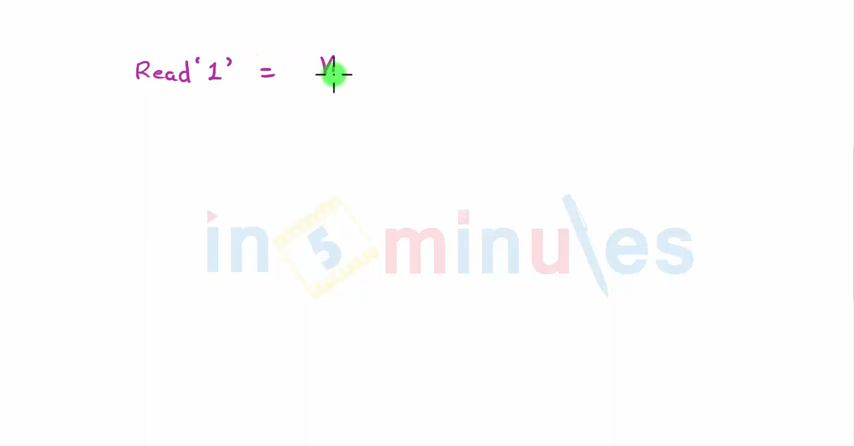 Read '1' =
in 5 minutes